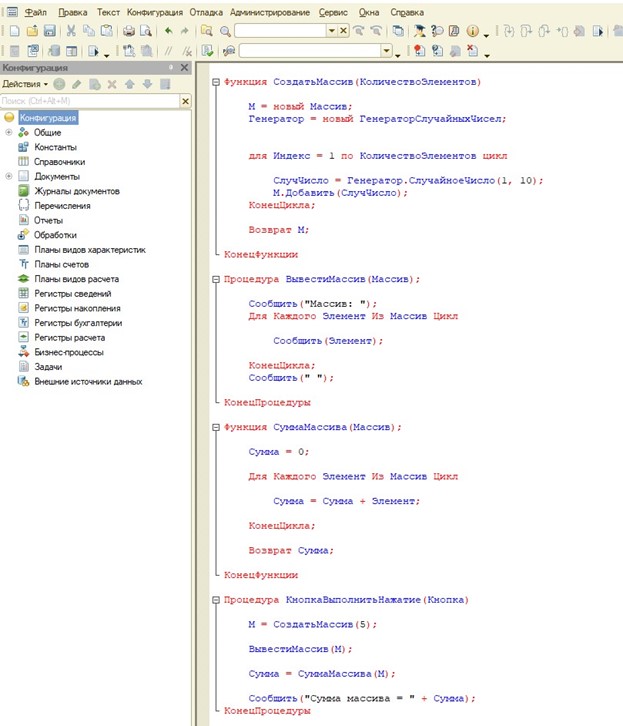 Файл Правка Текст Конфигурация Отладка Администрирование Сервис Окна Справка
Конфигурация
Действия
Поиск (Ctrl+Alt+M)
Конфигурация
Общие
Константы
Справочники
Документы
Журналы документов
Перечисления
Отчеты
Обработки
Планы видов характеристик
Планы счетов
Планы видов расчета
Регистры сведений
Регистры накопления
Регистры бухгалтерии
Регистры расчета
Бизнес-процессы
Задачи
Внешние источники данных
Функция СоздатьМассив(КоличествоЭлементов)
М = новый Массив;
Генератор = новый ГенераторСлучайныхЧисел;
для Индекс = 1 по КоличествоЭлементов цикл
СлучЧисло = Генератор.СлучайноеЧисло(1, 10);
М.Добавить(СлучЧисло);
КонецЦикла;
Возврат М;
КонецФункции
Процедура ВывестиМассив(Массив);
Сообщить("Массив: ");
Для Каждого Элемент Из Массив Цикл
Сообщить(Элемент);
КонецЦикла;
Сообщить(" ");
КонецПроцедуры
Функция СуммаМассива(Массив);
Сумма = 0;
Для Каждого Элемент Из Массив Цикл
Сумма = Сумма + Элемент;
КонецЦикла;
Возврат Сумма;
КонецФункции
Процедура КнопкаВыполнитьНажатие(Кнопка)
М = СоздатьМассив(5);
ВывестиМассив(М);
Сумма = СуммаМассива(М);
Сообщить("Сумма массива = " + Сумма);
КонецПроцедуры